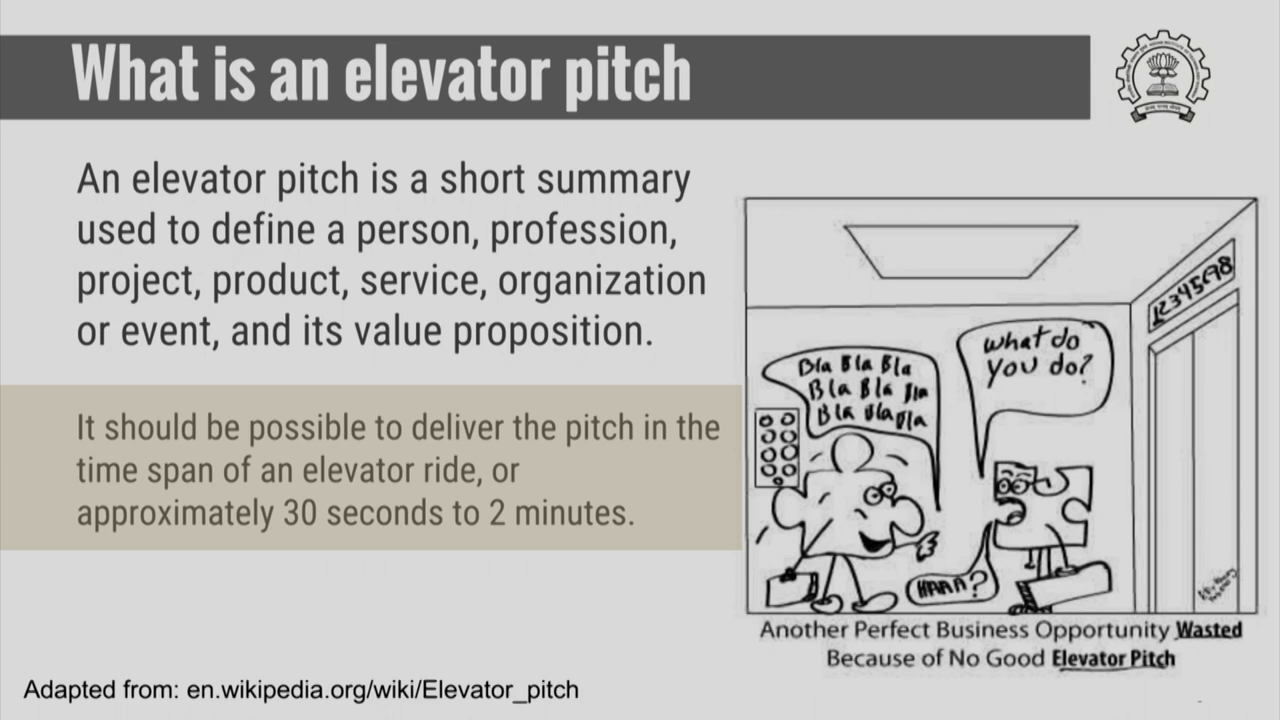 What is an elevator pitch
An elevator pitch is a short summary
used to define a person, profession,
project, product, service, organization
or event, and its value proposition.
It should be possible to deliver the pitch in the
time span of an elevator ride, or
approximately 30 seconds to 2 minutes.
Bla Bla Bla
Bla Bla Bla
Bla Bla Bla
What do
you do?
HAAA?
Another Perfect Business Opportunity Wasted
Because of No Good Elevator Pitch
Adapted from: en.wikipedia.org/wiki/Elevator_pitch